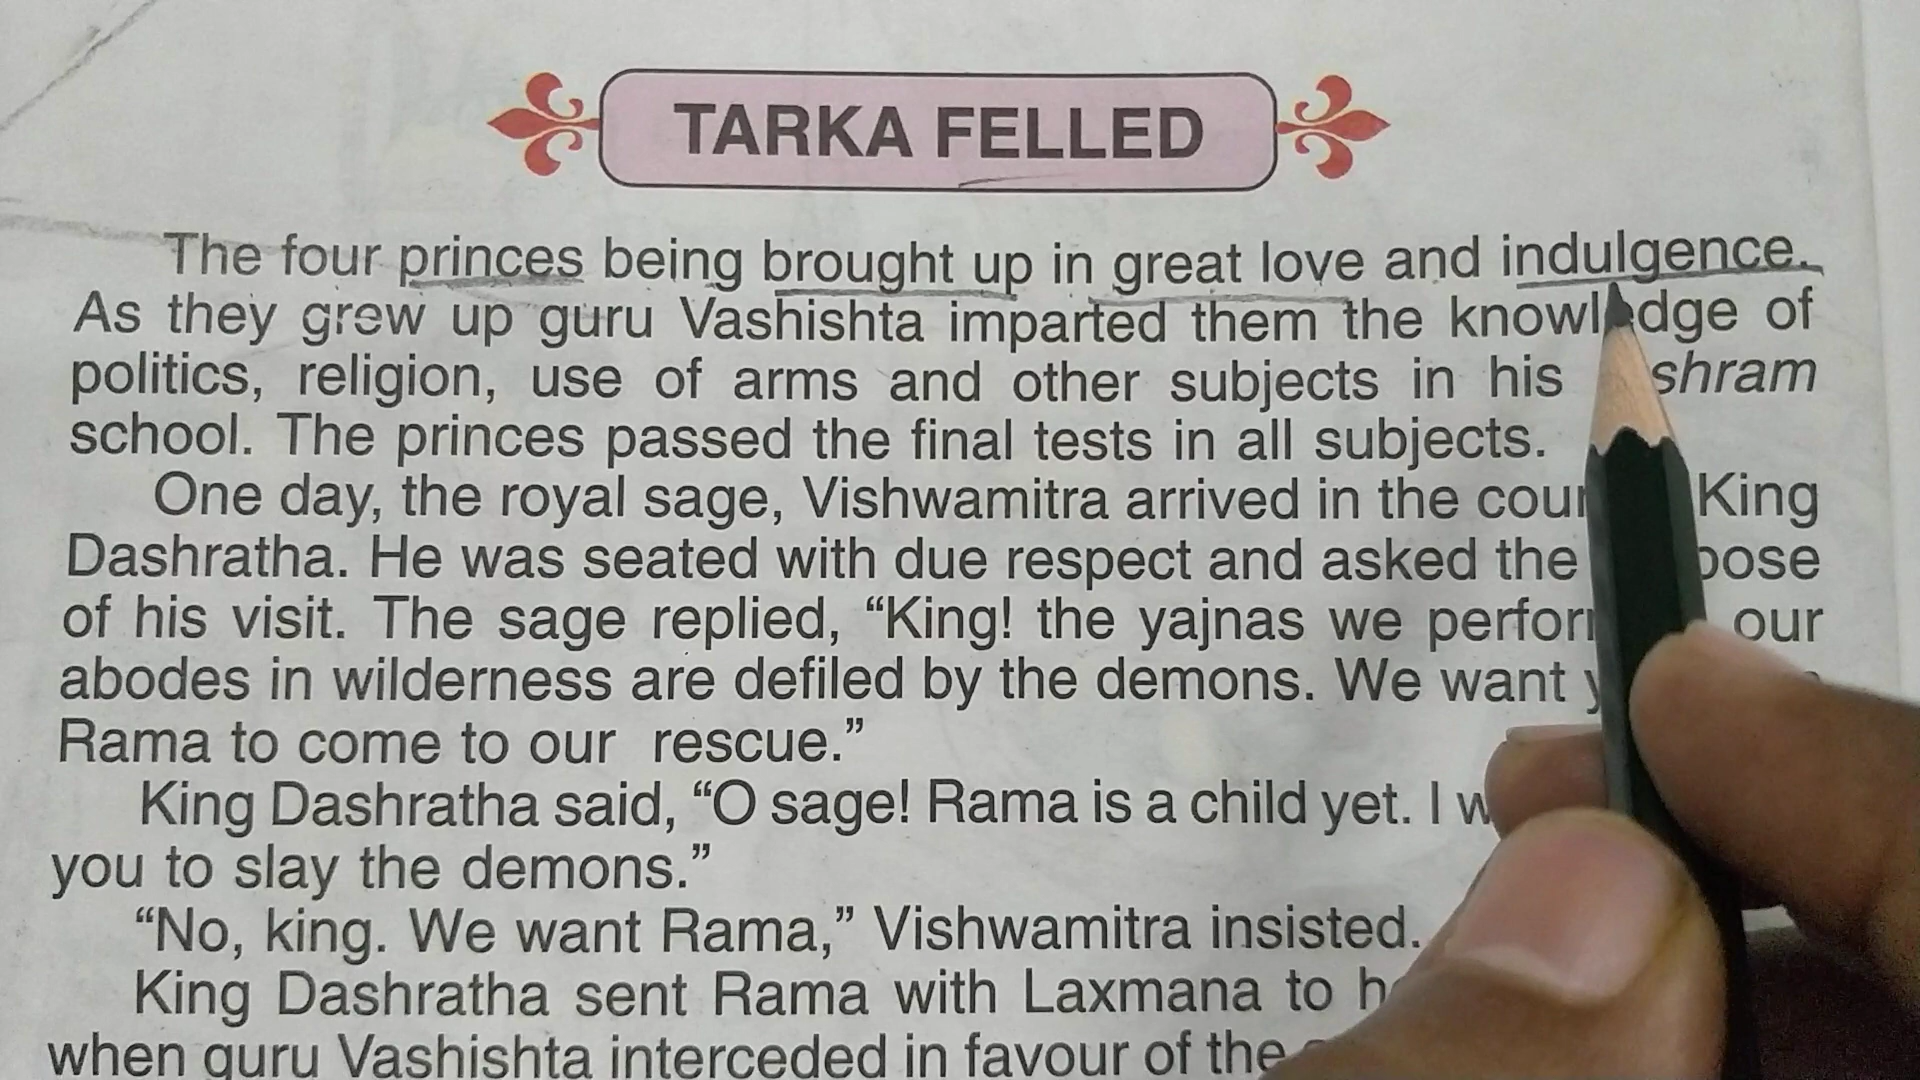 TARKA FELLED
The four princes being brought up in great love and indulgence.
As they grew up guru Vashishta imparted them the knowledge of
politics, religion, use of arms and other subjects in his shram
school. The princes passed the final tests in all subjects.
One day, the royal sage, Vishwamitra arrived in the King
Dashratha. He was seated with due respect and asked the
of his visit. The sage replied, “King! the yajnas we our
abodes in wilderness are defiled by the demons. We want
Rama to come to our rescue.”
King Dashratha said, “O sage! Rama is a child yet. I
you to slay the demons.”
“No, king. We want Rama,” Vishwamitra insisted.
King Dashratha sent Rama with Laxmana to
when guru Vashishta interceded in favour of the